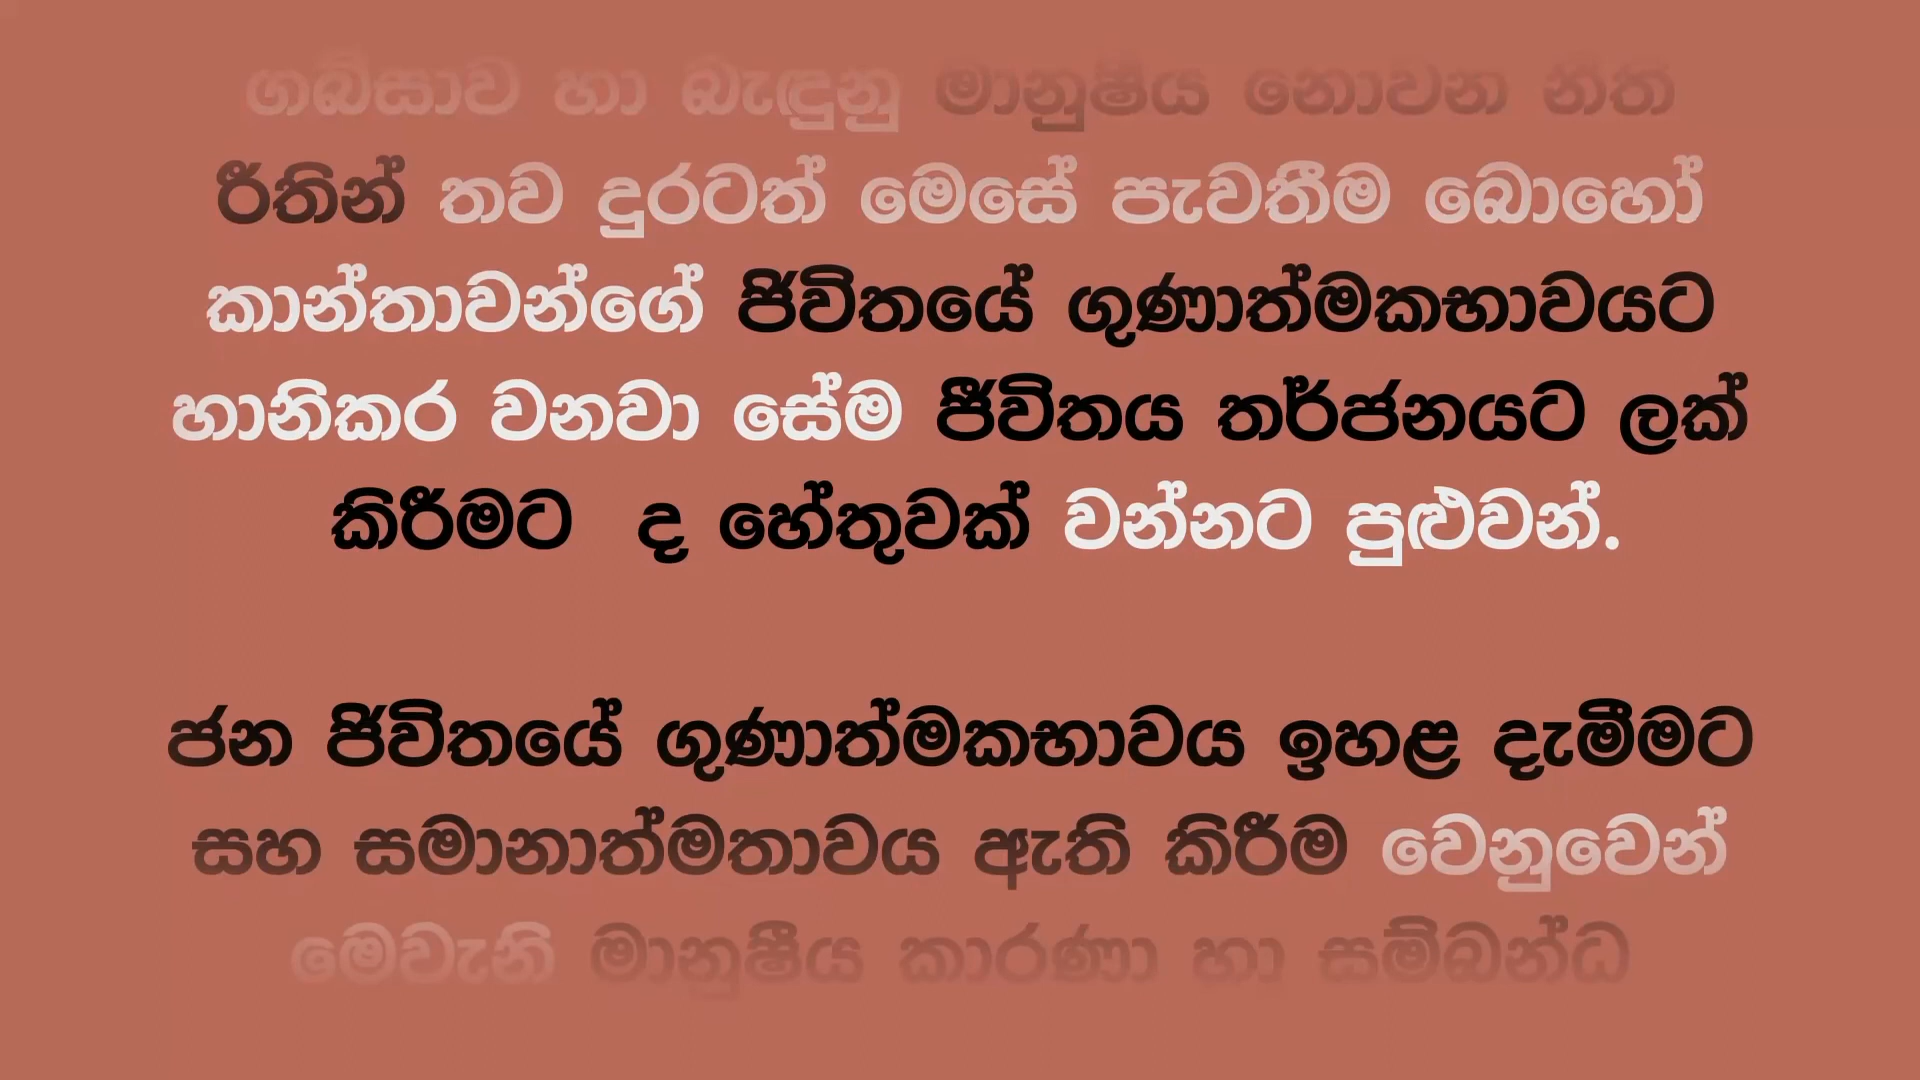 ගබ්සාව හා බැඳුනු මානුෂීය නොවන නීති
රීතින් තව දුරටත් මෙසේ පැවතීම බොහෝ
කාන්තාවන්ගේ ජිවිතයේ ගුණාත්මකභාවයට
හානිකර වනවා සේම ජීවිතය තර්ජනයට ලක්
කිරීමට ද හේතුවක් වන්නට පුළුවන්.
ජන ජිවිතයේ ගුණාත්මකභාවය ඉහළ දැමීමට
සහ සමානාත්මතාවය ඇති කිරීම වෙනුවෙන්
මෙවැනි මානුෂීය කාරණා හා සම්බන්ධ